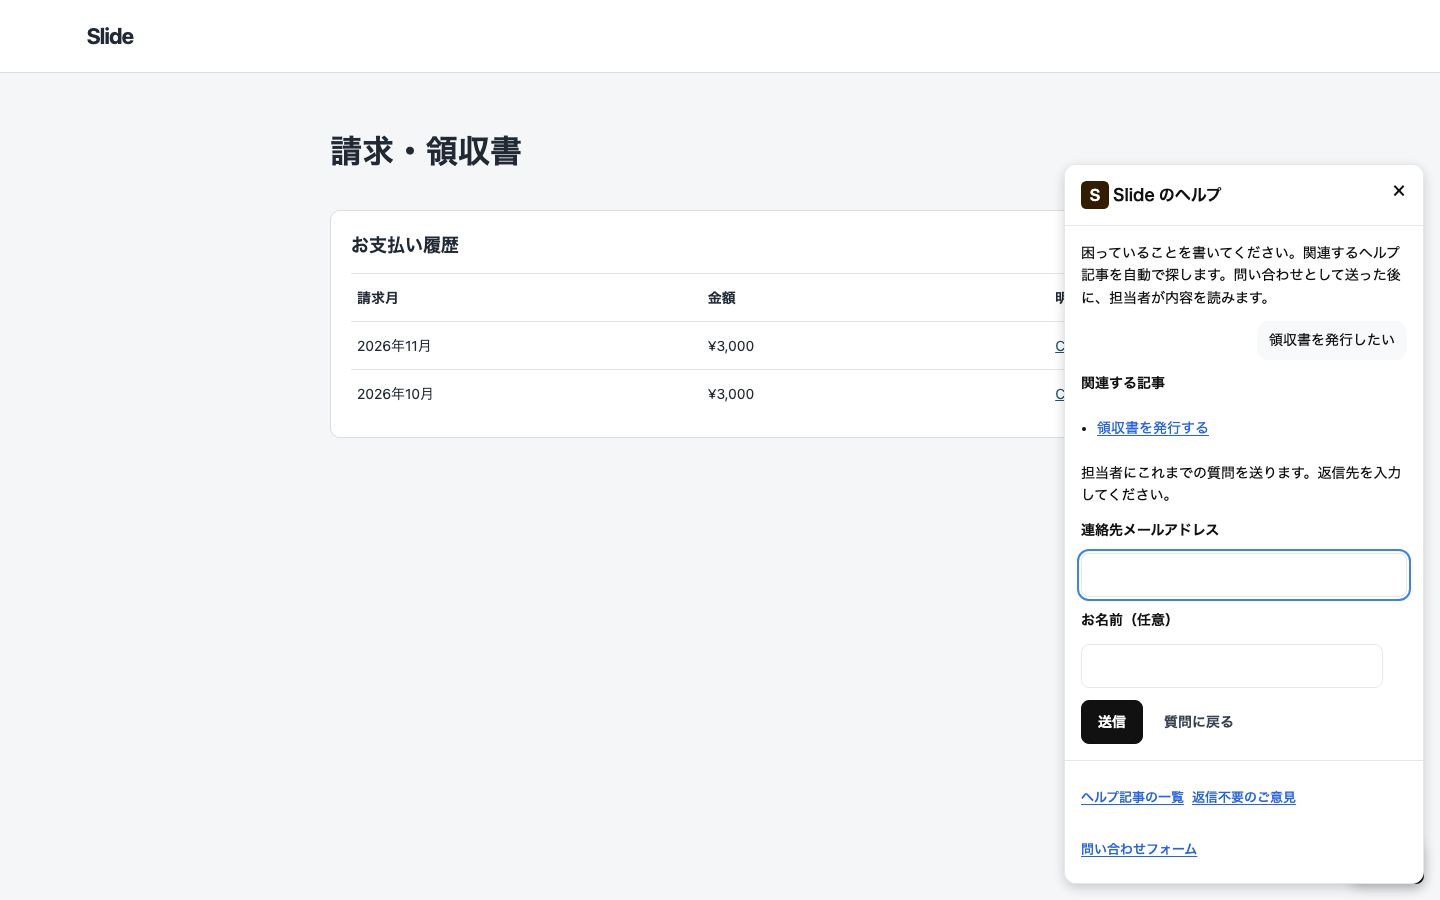 Slide
請求・領収書
お支払い履歴
請求月 金額
2026年11月 ¥3,000
2026年10月 ¥3,000
S Slide のヘルプ ×
困っていることを書いてください。関連するヘルプ
記事を自動で探します。問い合わせとして送った後
に、担当者が内容を読みます。
領収書を発行したい
関連する記事
• 領収書を発行する
担当者にこれまでの質問を送ります。返信先を入力
してください。
連絡先メールアドレス
お名前（任意）
送信 質問に戻る
ヘルプ記事の一覧 返信不要のご意見
問い合わせフォーム